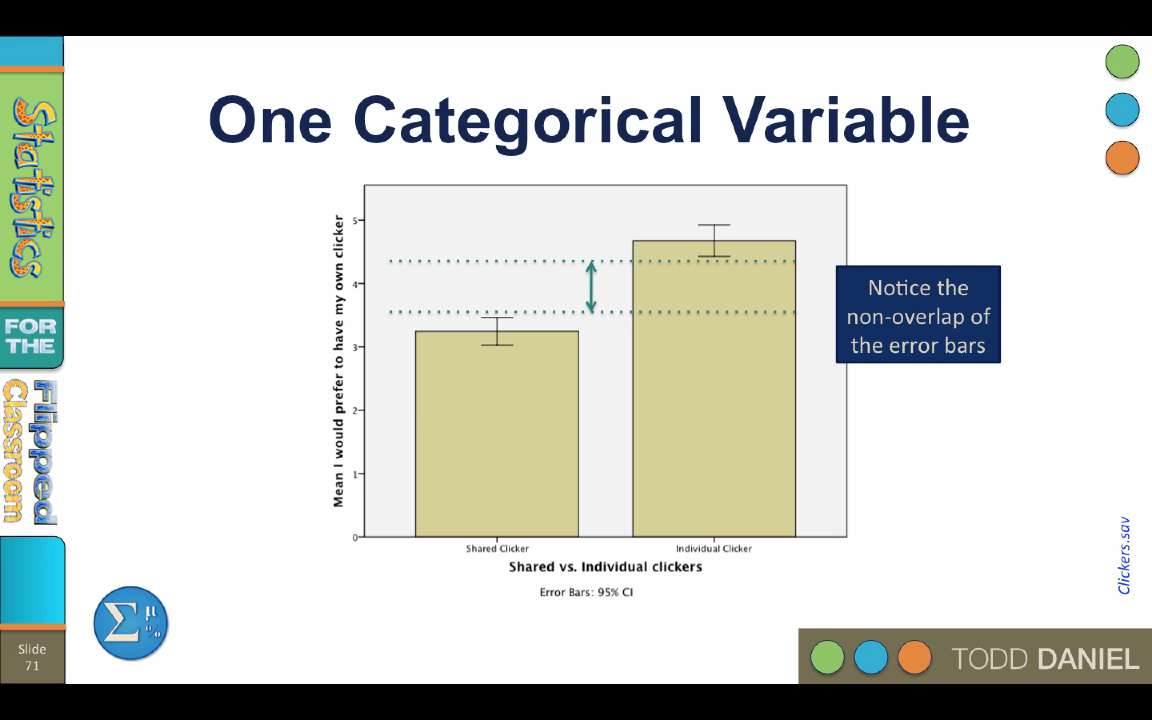 Statistics
FOR
THE
Flipped
Classroom
Slide
71
One Categorical Variable
Mean I would prefer to have my own clicker
5
4
3
2
1
0
Shared Clicker
Individual Clicker
Shared vs. Individual clickers
Error Bars: 95% CI
Notice the
non-overlap of
the error bars
Clickers.sav
Σ μ
%
TODD DANIEL